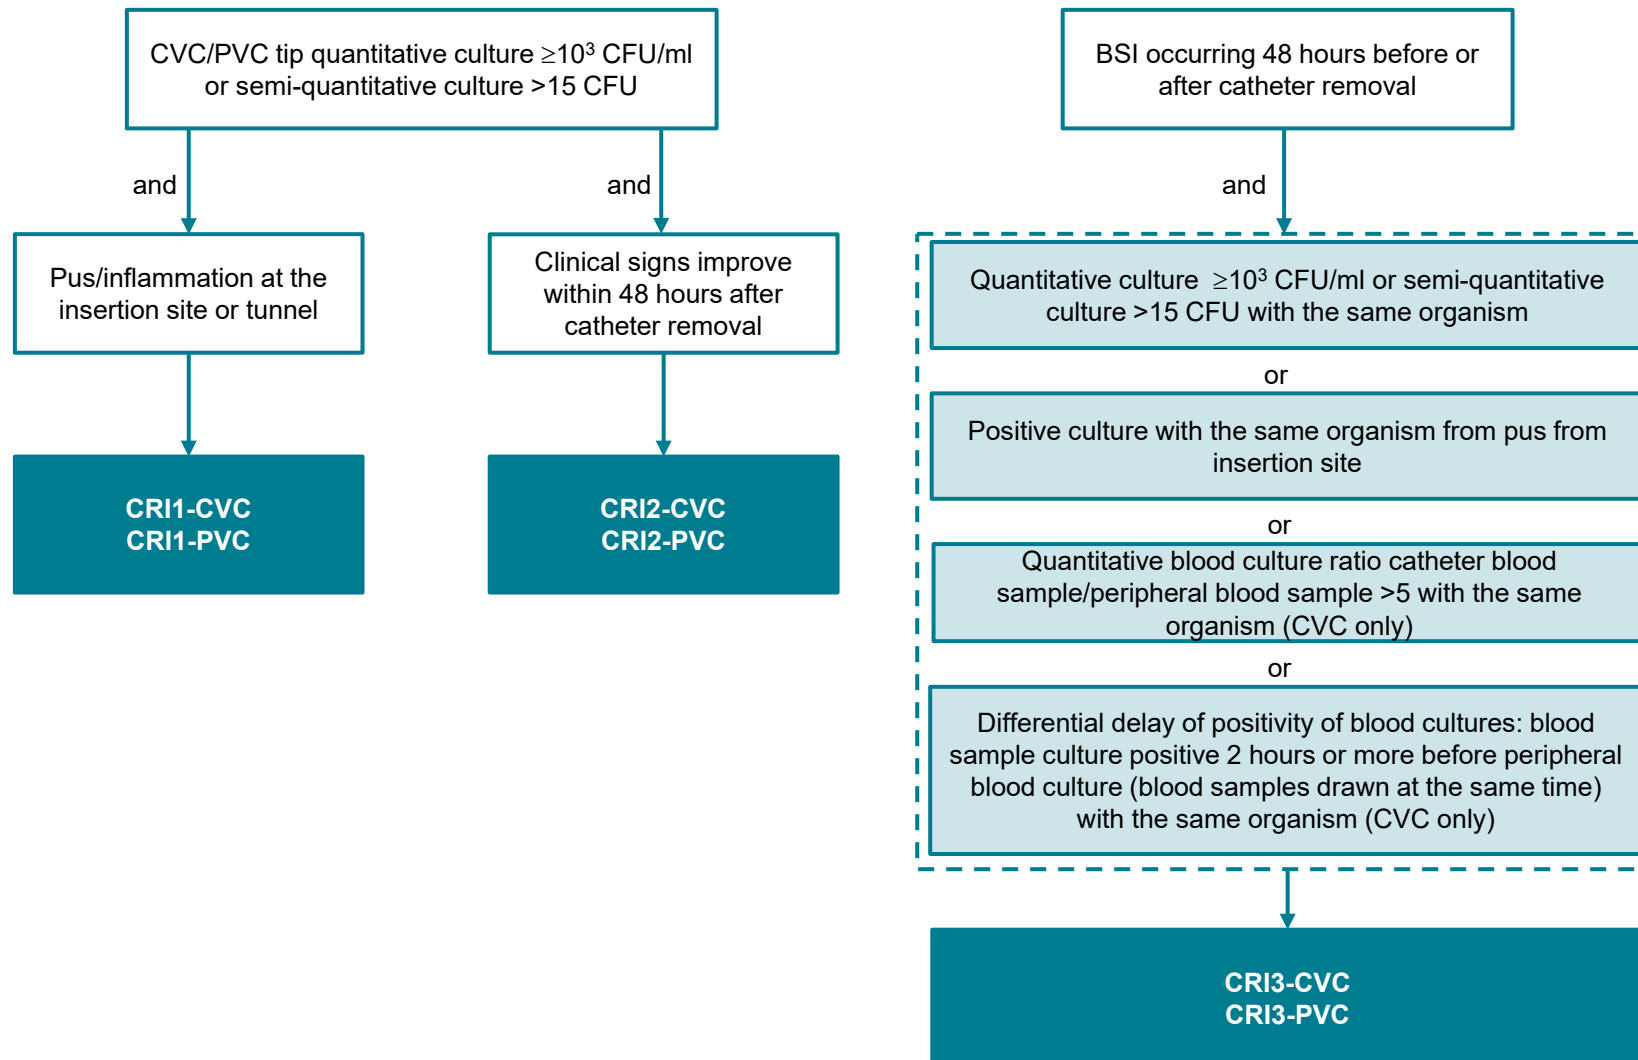 CVC/PVC tip quantitative culture ≥10³ CFU/ml
or semi-quantitative culture >15 CFU
and
and
Pus/inflammation at the
insertion site or tunnel
Clinical signs improve
within 48 hours after
catheter removal
CRI1-CVC
CRI1-PVC
CRI2-CVC
CRI2-PVC
BSI occurring 48 hours before or
after catheter removal
and
Quantitative culture ≥10³ CFU/ml or semi-quantitative
culture >15 CFU with the same organism
or
Positive culture with the same organism from pus from
insertion site
or
Quantitative blood culture ratio catheter blood
sample/peripheral blood sample >5 with the same
organism (CVC only)
or
Differential delay of positivity of blood cultures: blood
sample culture positive 2 hours or more before peripheral
blood culture (blood samples drawn at the same time)
with the same organism (CVC only)
CRI3-CVC
CRI3-PVC